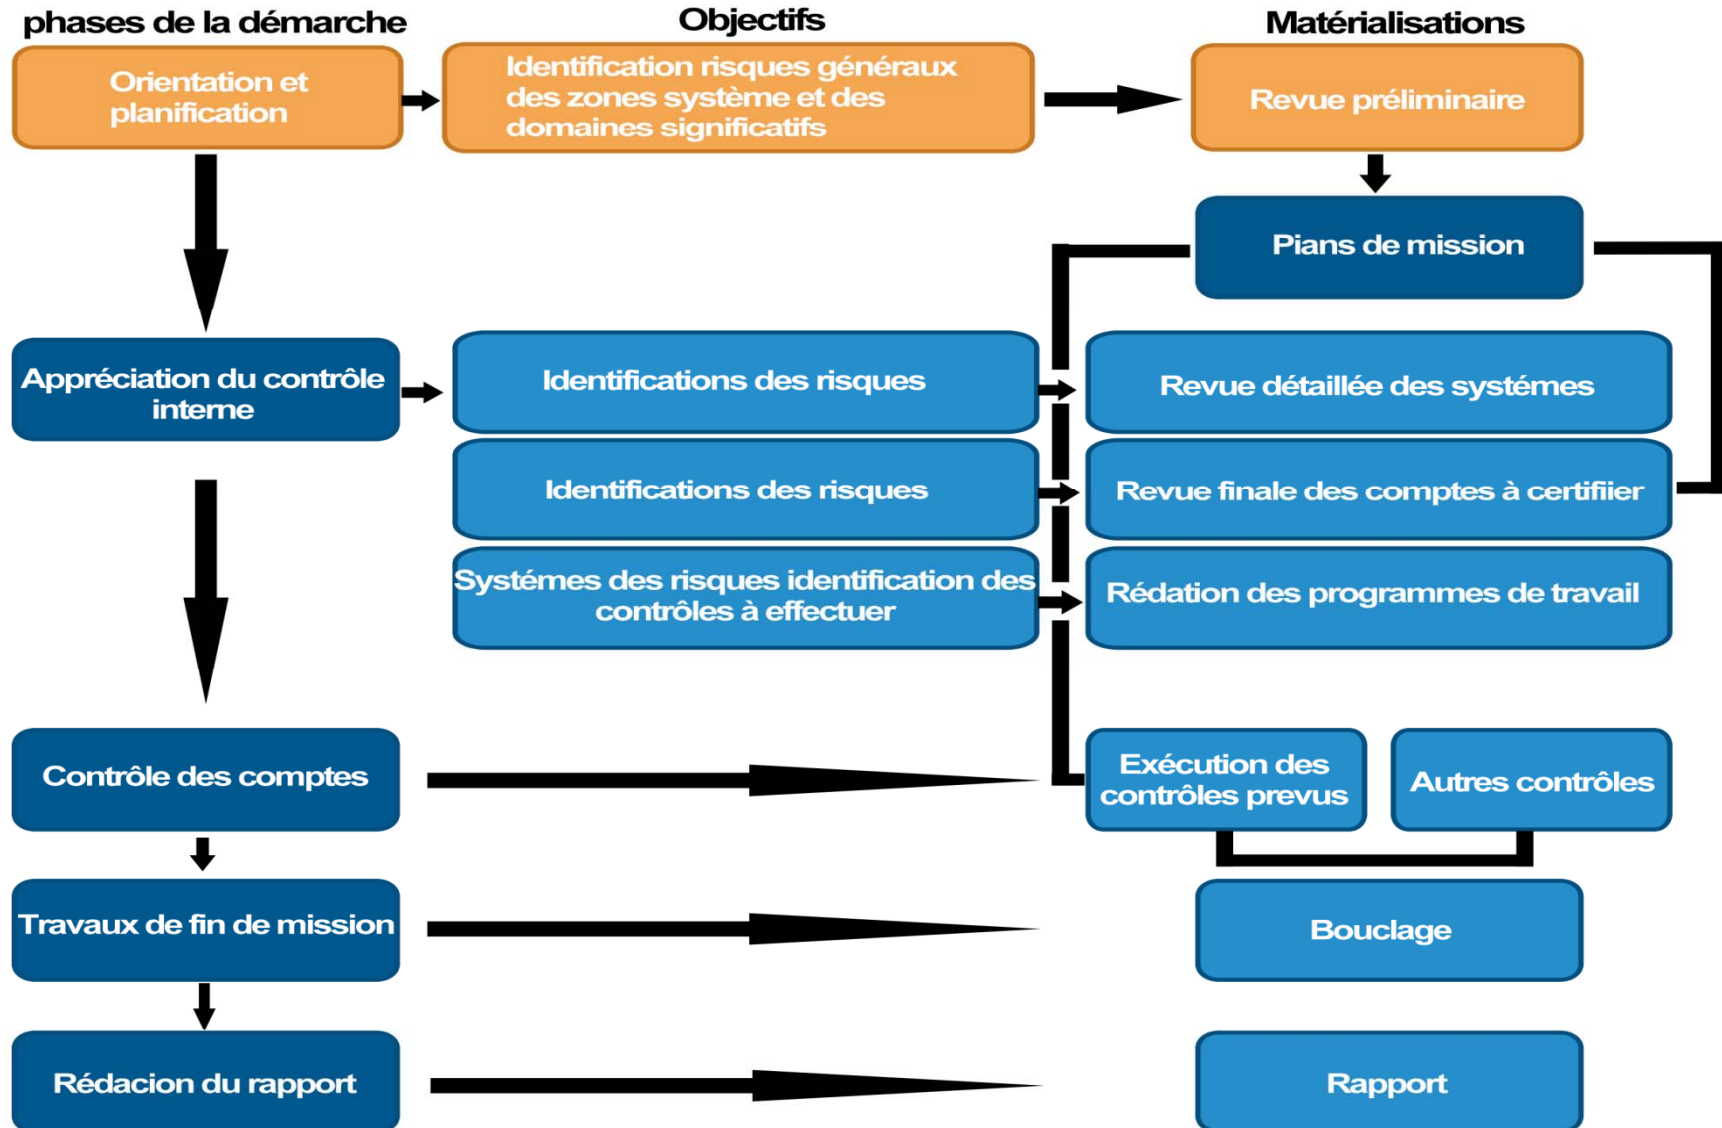 phases de la démarche
Objectifs
Matérialisations
Orientation et
planification
Identification risques généraux
des zones système et des
domaines significatifs
Revue préliminaire
Pians de mission
Appréciation du contrôle
interne
Identifications des risques
Revue détaillée des systémes
Identifications des risques
Revue finale des comptes à certifiier
Systémes des risques identification des
contrôles à effectuer
Rédation des programmes de travail
Contrôle des comptes
Exécution des
contrôles prevus
Autres contrôles
Travaux de fin de mission
Bouclage
Rédacion du rapport
Rapport